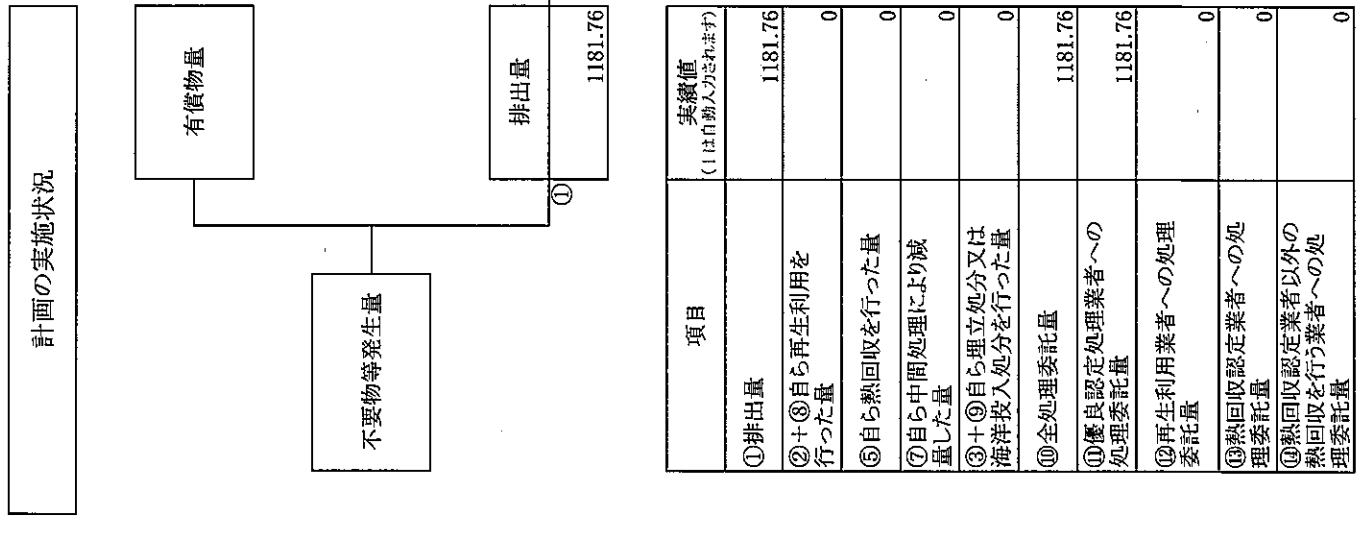 計画の実施状況
有償物量
不要物等発生量
排出量
①
1181.76
項目
実績値
(1は自動入力されます)
①排出量
1181.76
②+⑧自ら再生利用を
行った量
0
⑤自ら熱回収を行った量
0
⑦自ら中間処理により減
量した量
0
③+⑨自ら埋立処分又は
海洋投入処分を行った量
0
⑩全処理委託量
1181.76
⑪優良認定処理業者への
処理委託量
1181.76
⑫再生利用業者への処理
委託量
0
⑬熱回収認定業者への処
理委託量
0
⑭熱回収認定業者以外の
熱回収を行う業者への処
理委託量
0